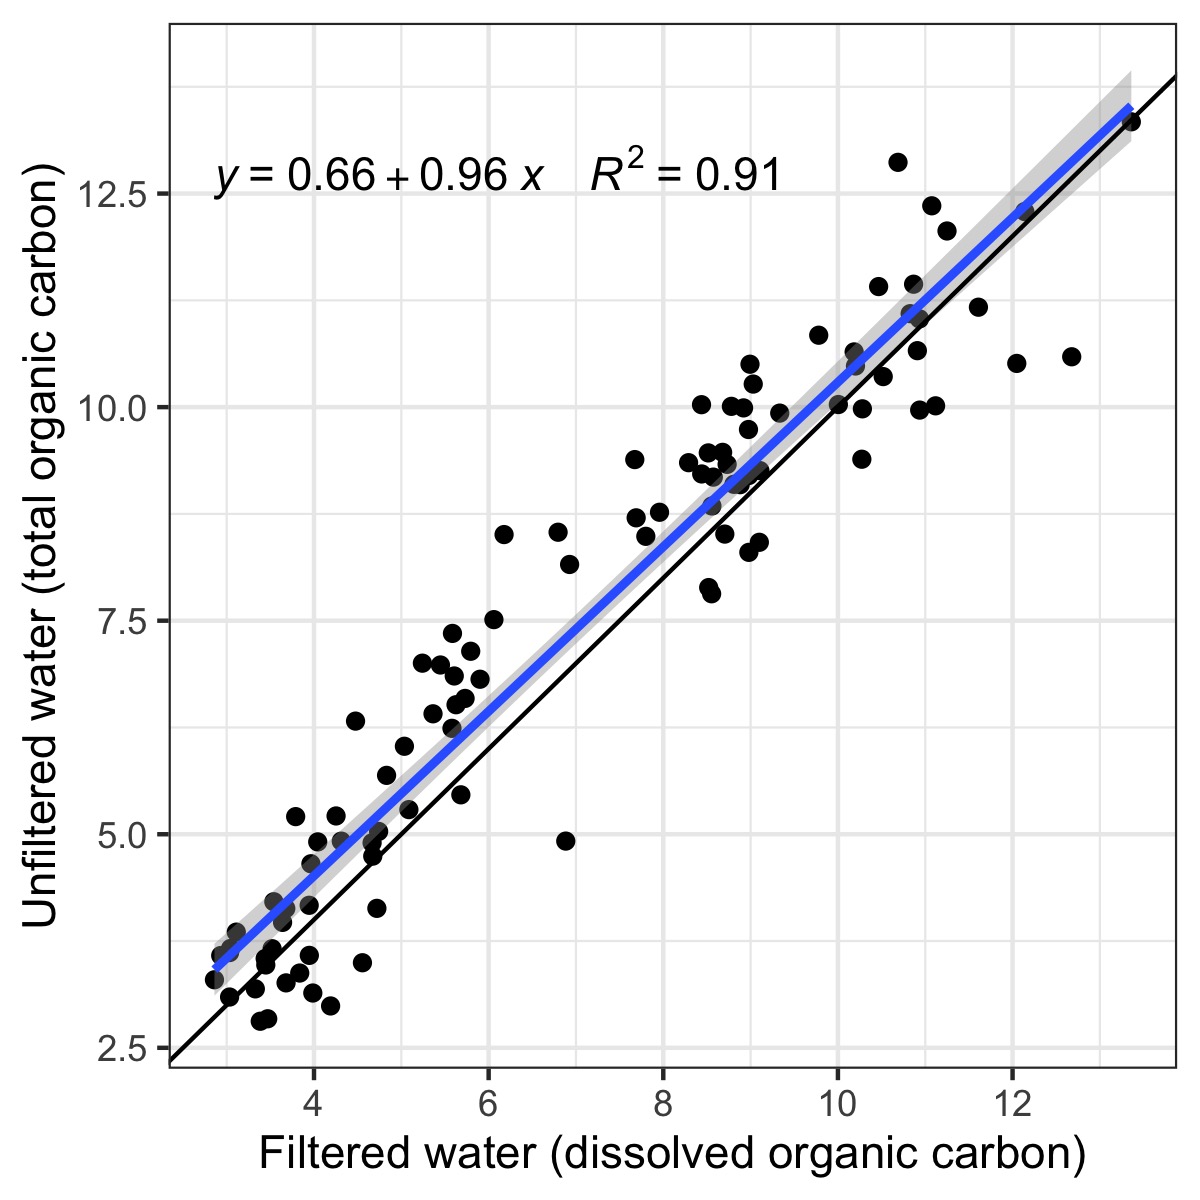 Unfiltered water (total organic carbon)
y = 0.66 + 0.96 x R² = 0.91
12.5
10.0
7.5
5.0
2.5
4 6 8 10 12
Filtered water (dissolved organic carbon)